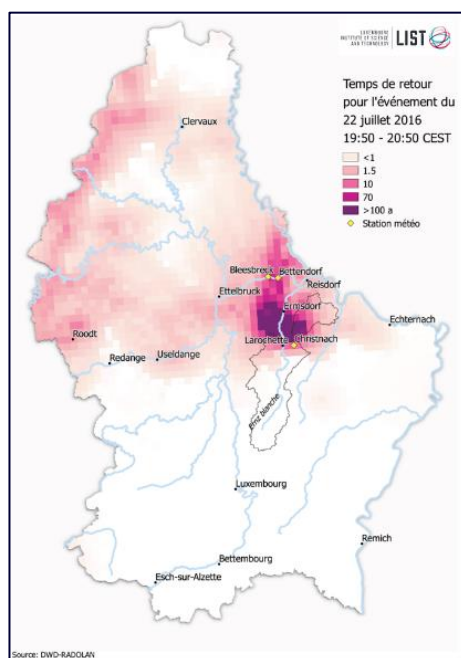 LUXEMBOURG
INSTITUTE OF SCIENCE
AND TECHNOLOGY
LIST
Temps de retour
pour l'événement du
22 juillet 2016
19:50 - 20:50 CEST
<1
1.5
10
70
>100 a
Station météo
Clervaux
Bleesbreck
Bettendorf
Reisdorf
Ettelbruck
Ermsdorf
Echternach
Roodt
Larochette
Christnach
Redange
Useldange
Ernz blanche
Luxembourg
Remich
Bettembourg
Esch-sur-Alzette
Source: DWD-RADOLAN